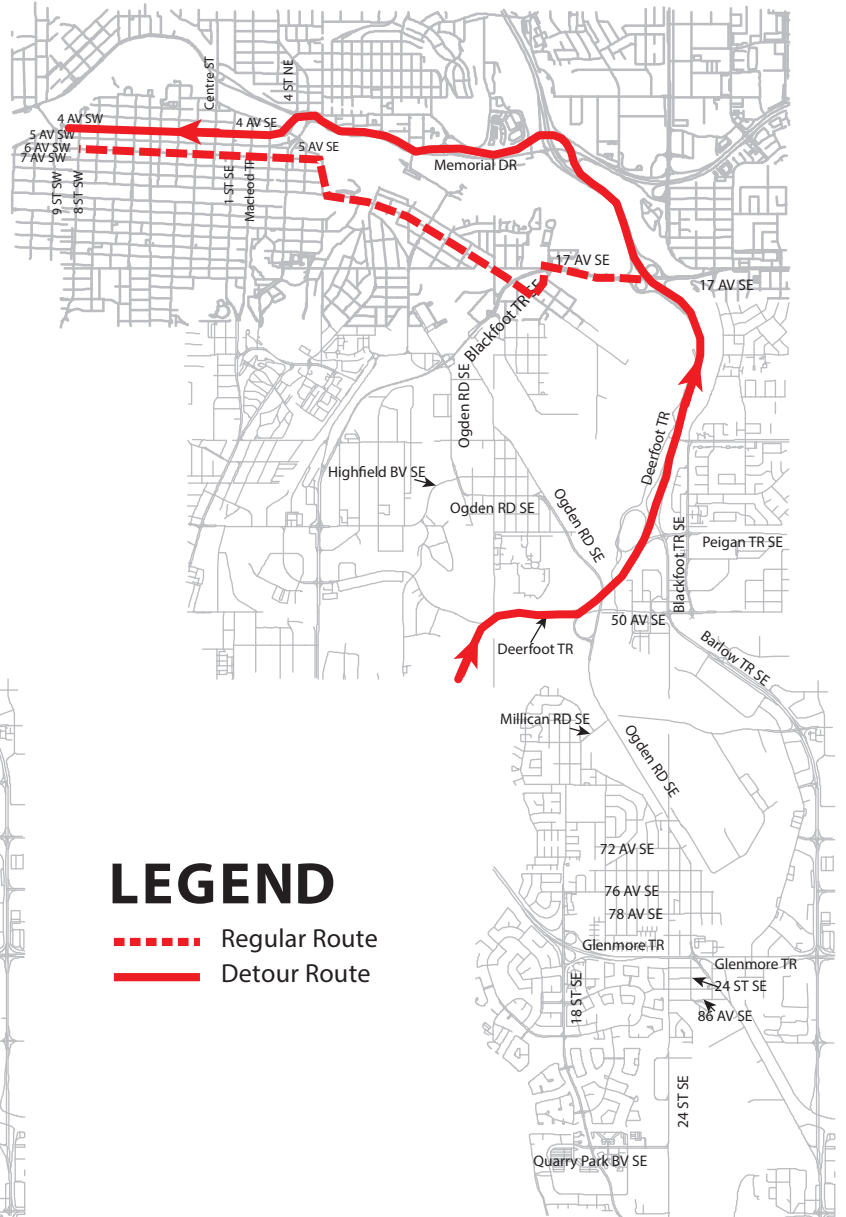 Centre ST
4 ST NE
4 AV SW
4 AV SE
5 AV SW
5 AV SE
6 AV SW
7 AV SW
Memorial DR
9 ST SW
8 ST SW
1 ST SE
Macleod TR
17 AV SE
17 AV SE
Blackfoot TR SE
Ogden RD SE
Deerfoot TR
Highfield BV SE
Ogden RD SE
Ogden RD SE
Peigan TR SE
Blackfoot TR SE
50 AV SE
Deerfoot TR
Barlow TR SE
Millican RD SE
Ogden RD SE
72 AV SE
LEGEND
Regular Route
Detour Route
76 AV SE
78 AV SE
Glenmore TR
Glenmore TR
24 ST SE
18 ST SE
86 AV SE
24 ST SE
Quarry Park BV SE